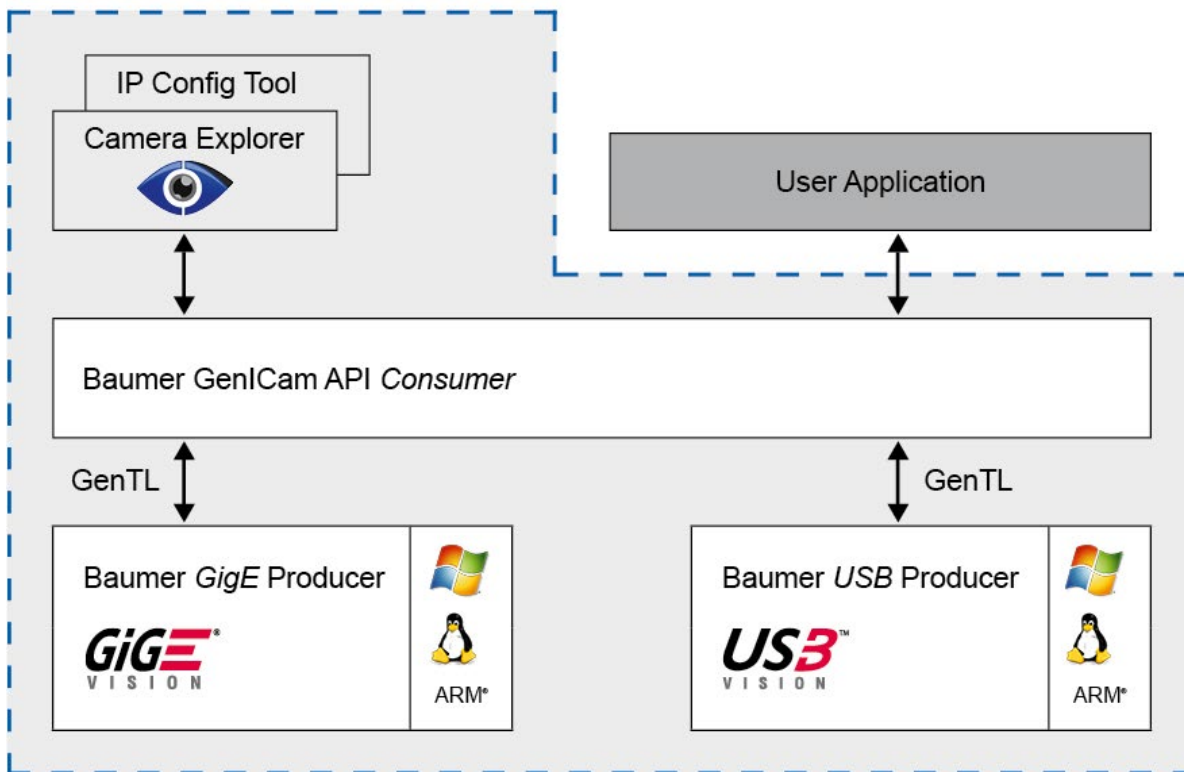 IP Config Tool
Camera Explorer
User Application
Baumer GenICam API Consumer
GenTL
GenTL
Baumer GigE Producer
GiGE®
VISION
ARM®
Baumer USB Producer
USB™
VISION
ARM®